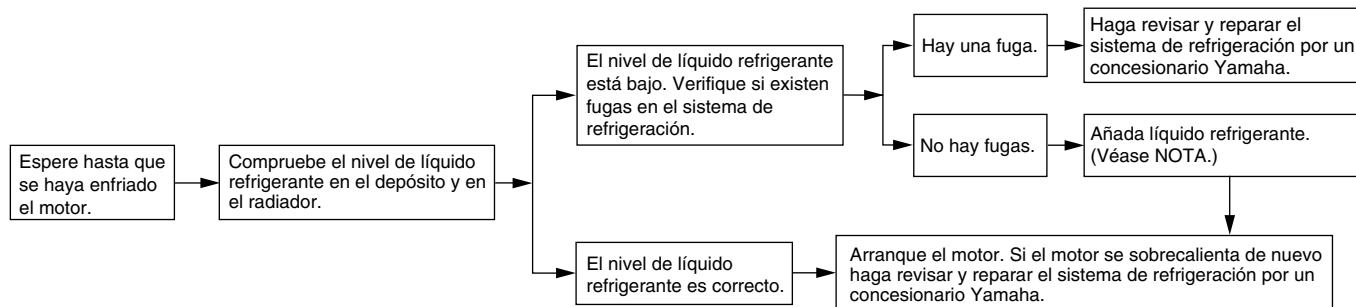 Espere hasta que
se haya enfriado
el motor.
Compruebe el nivel de líquido
refrigerante en el depósito y en
el radiador.
El nivel de líquido refrigerante
está bajo. Verifique si existen
fugas en el sistema de
refrigeración.
Hay una fuga.
Haga revisar y reparar el
sistema de refrigeración por un
concesionario Yamaha.
No hay fugas.
Añada líquido refrigerante.
(Véase NOTA.)
El nivel de líquido
refrigerante es correcto.
Arranque el motor. Si el motor se sobrecalienta de nuevo
haga revisar y reparar el sistema de refrigeración por un
concesionario Yamaha.